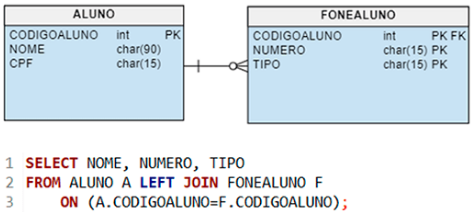 ALUNO
CODIGOALUNO int PK
NOME char(90)
CPF char(15)
FONEALUNO
CODIGOALUNO int PK FK
NUMERO char(15) PK
TIPO char(15) PK
1 SELECT NOME, NUMERO, TIPO
2 FROM ALUNO A LEFT JOIN FONEALUNO F
3 ON (A.CODIGOALUNO=F.CODIGOALUNO);